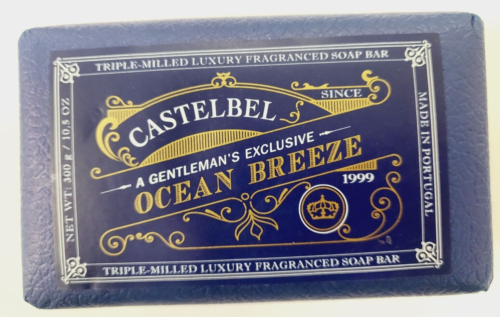 TRIPLE-MILLED LUXURY FRAGRANCED SOAP BAR
CASTELBEL
SINCE
A GENTLEMAN'S EXCLUSIVE
OCEAN BREEZE
1999
NET WT: 300 g / 10.5 OZ
MADE IN PORTUGAL
TRIPLE-MILLED LUXURY FRAGRANCED SOAP BAR